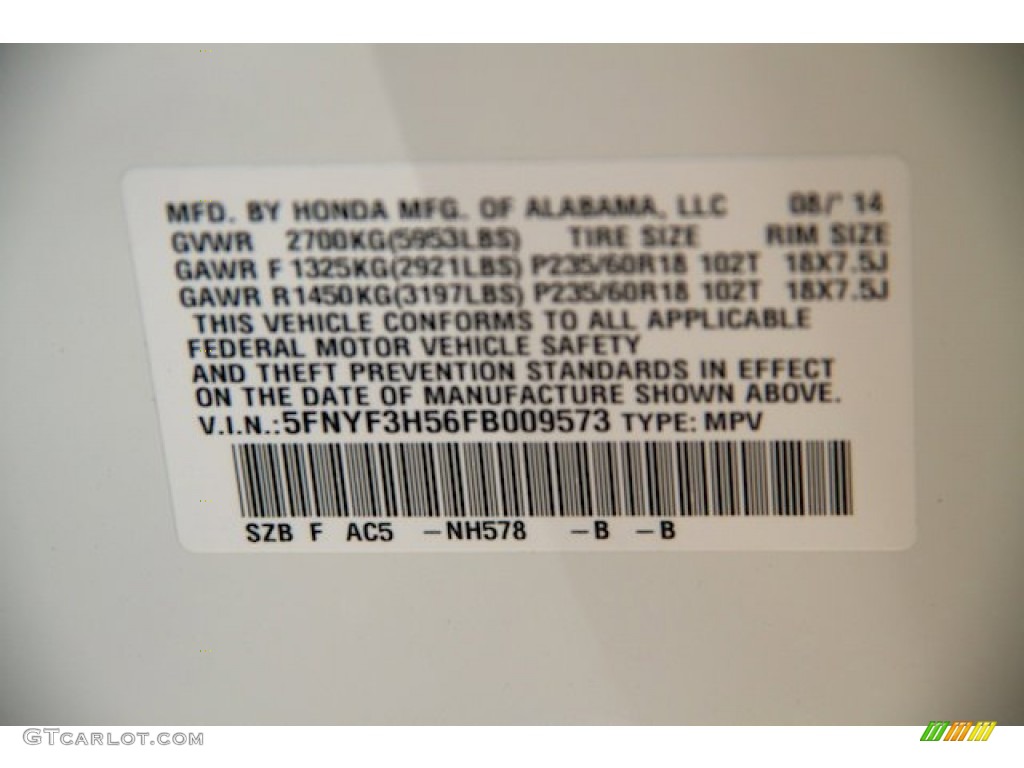 MFD. BY HONDA MFG. OF ALABAMA, LLC 08/' 14
GVWR 2700KG(5953LBS) TIRE SIZE RIM SIZE
GAWR F 1325KG(2921LBS) P235/60R18 102T 18X7.5J
GAWR R1450KG(3197LBS) P235/60R18 102T 18X7.5J
THIS VEHICLE CONFORMS TO ALL APPLICABLE
FEDERAL MOTOR VEHICLE SAFETY
AND THEFT PREVENTION STANDARDS IN EFFECT
ON THE DATE OF MANUFACTURE SHOWN ABOVE.
V.I.N.:5FNYF3H56FB009573 TYPE: MPV
SZB F AC5 –NH578 –B –B
GTCARLOT.COM